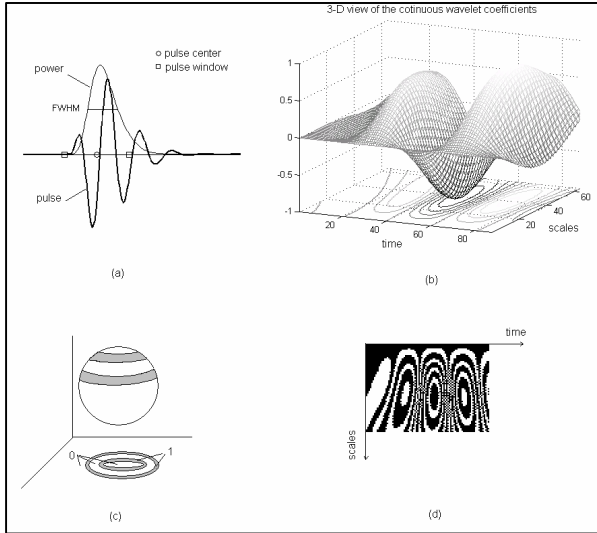 power
○ pulse center
□ pulse window
FWHM
pulse
(a)
3-D view of the cotinuous wavelet coefficients
1
0.5
0
-0.5
-1
20
40
60
80
time
20
40
60
scales
(b)
0
1
(c)
time
scales
(d)